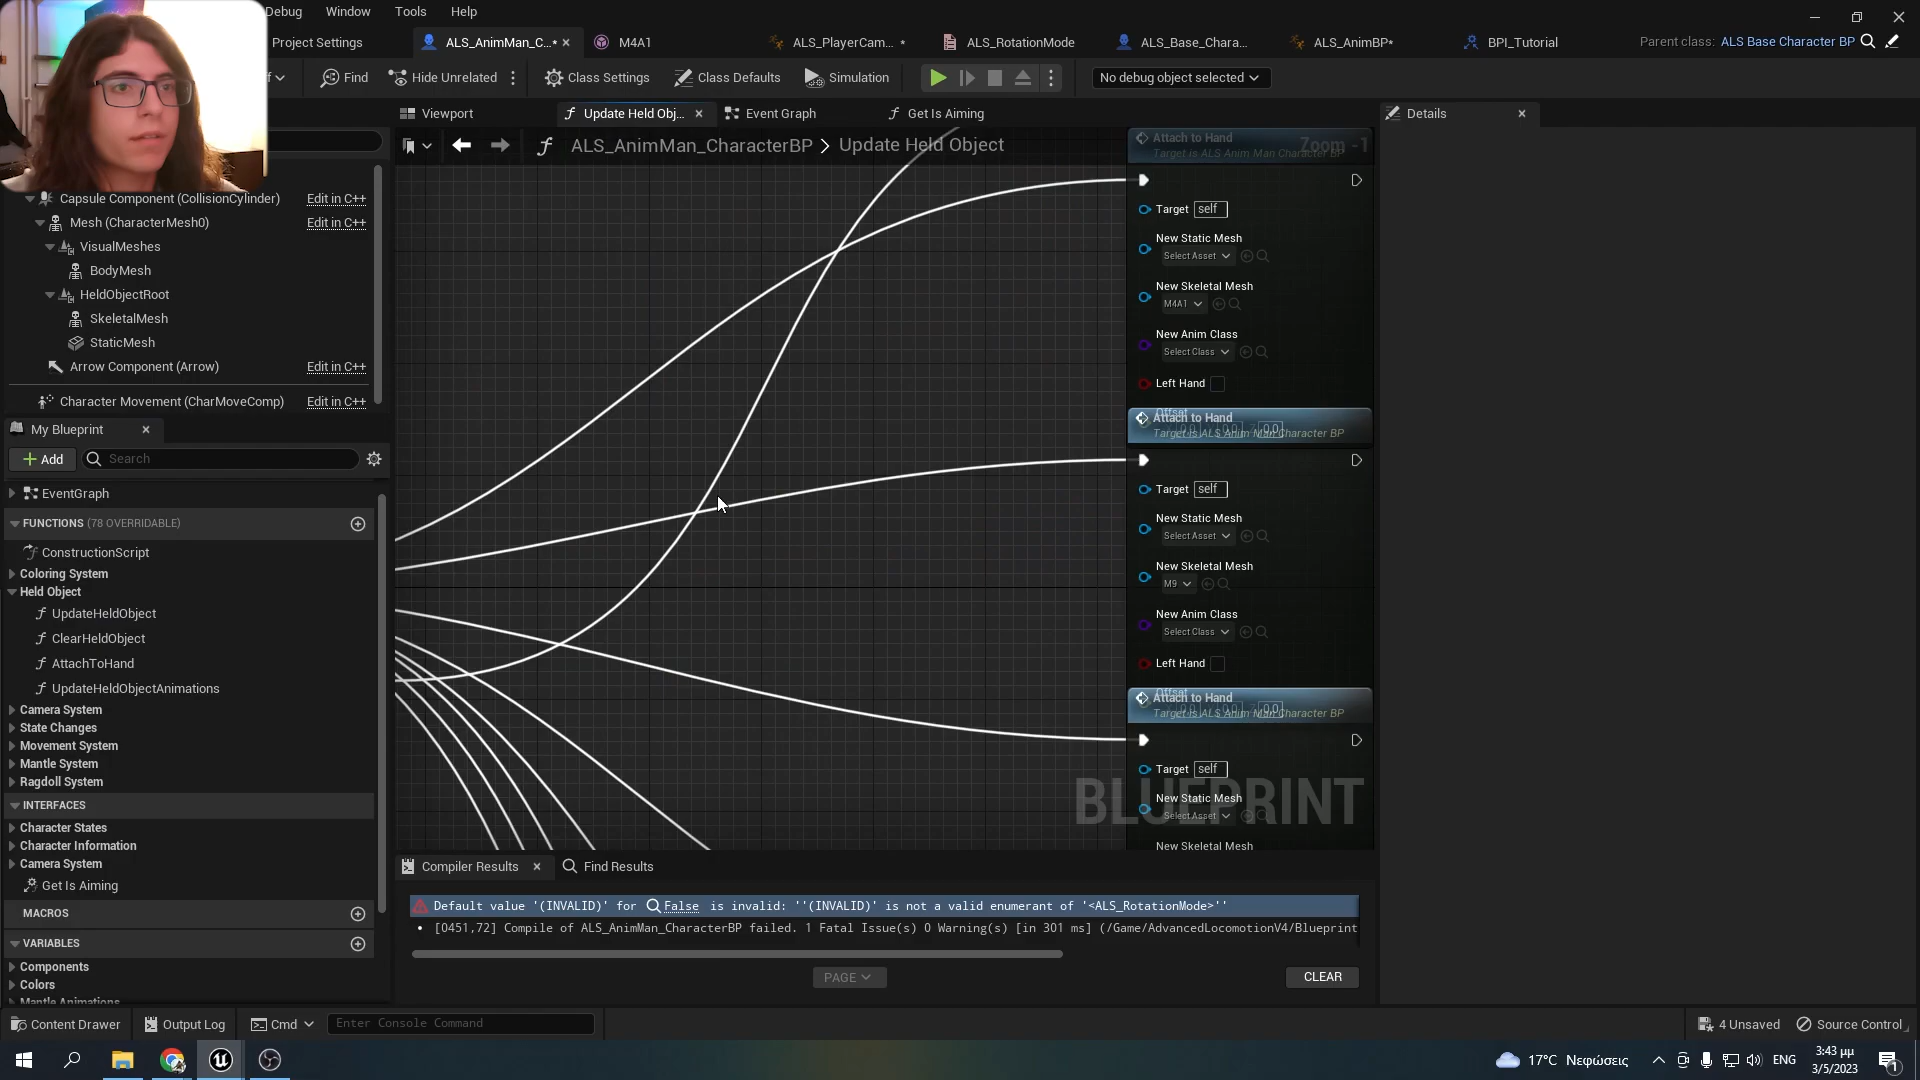 Debug Window Tools Help
Project Settings ALS_AnimMan_C...* M4A1 ALS_PlayerCam... * ALS_RotationMode ALS_Base_Chara... ALS_AnimBP* BPI_Tutorial Parent class: ALS Base Character BP
Find Hide Unrelated Class Settings Class Defaults Simulation No debug object selected
Viewport Update Held Obj... Event Graph Get Is Aiming Details
ALS_AnimMan_CharacterBP > Update Held Object
Zoom -1
Capsule Component (CollisionCylinder) Edit in C++
Mesh (CharacterMesh0) Edit in C++
VisualMeshes
BodyMesh
HeldObjectRoot
SkeletalMesh
StaticMesh
Arrow Component (Arrow) Edit in C++
Character Movement (CharMoveComp) Edit in C++
My Blueprint
Add Search
EventGraph
FUNCTIONS (78 OVERRIDABLE)
ConstructionScript
Coloring System
Held Object
UpdateHeldObject
ClearHeldObject
AttachToHand
UpdateHeldObjectAnimations
Camera System
State Changes
Movement System
Mantle System
Ragdoll System
INTERFACES
Character States
Character Information
Camera System
Get Is Aiming
MACROS
VARIABLES
Components
Colors
Mantle Animations
Attach to Hand
Target is ALS Anim Man Character BP
Target self
New Static Mesh
Select Asset
New Skeletal Mesh
M4A1
New Anim Class
Select Class
Left Hand
Offset
Attach to Hand
Target is ALS Anim Man Character BP
Target self
New Static Mesh
Select Asset
New Skeletal Mesh
M9
New Anim Class
Select Class
Left Hand
Offset
Attach to Hand
Target is ALS Anim Man Character BP
Target self
New Static Mesh
Select Asset
New Skeletal Mesh
BLUEPRINT
Compiler Results Find Results
Default value '(INVALID)' for False is invalid: ''(INVALID)' is not a valid enumerant of '<ALS_RotationMode>''
• [0451,72] Compile of ALS_AnimMan_CharacterBP failed. 1 Fatal Issue(s) 0 Warning(s) [in 301 ms] (/Game/AdvancedLocomotionV4/Blueprint
PAGE CLEAR
Content Drawer Output Log Cmd Enter Console Command 4 Unsaved Source Control
17°C Νεφώσεις ENG 3:43 μμ
3/5/2023
1